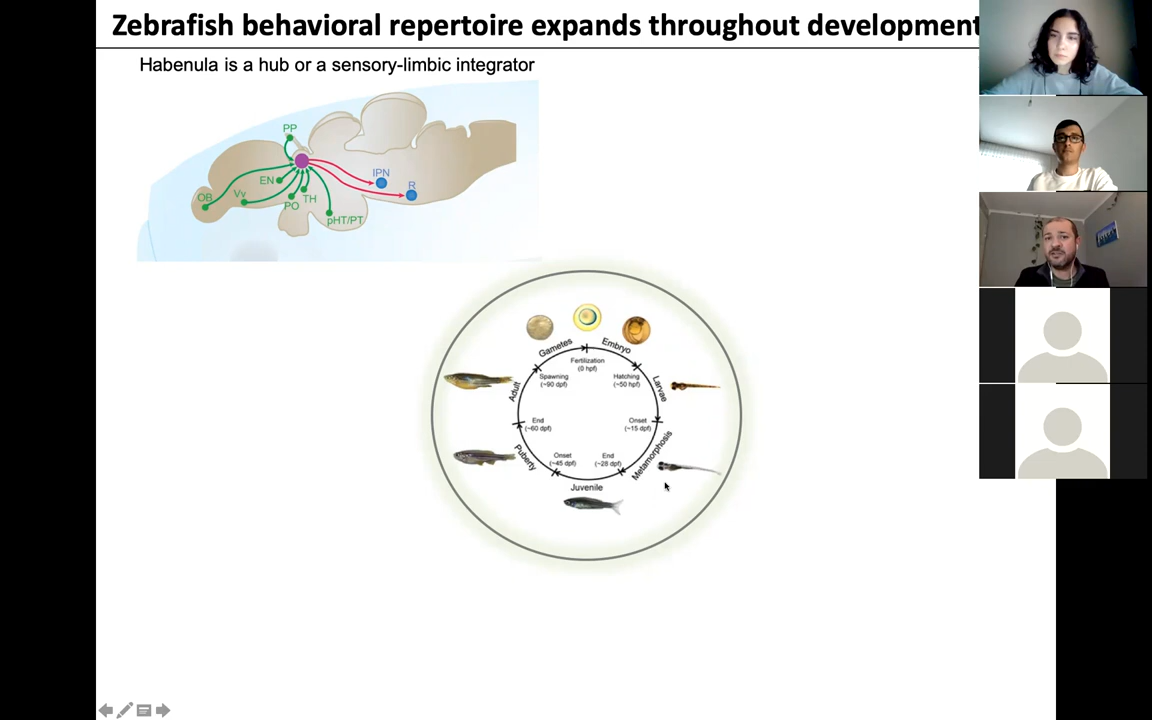 Zebrafish behavioral repertoire expands throughout development
Habenula is a hub or a sensory-limbic integrator
PP
IPN
EN
R
OB
Vv
TH
PO
pHT/PT
Gametes
Embryo
Fertilization
(0 hpf)
Spawning
(~90 dpf)
Hatching
(~50 hpf)
Adult
Larvae
End
(~60 dpf)
Onset
(~15 dpf)
Puberty
Onset
(~45 dpf)
End
(~28 dpf)
Metamorphosis
Juvenile